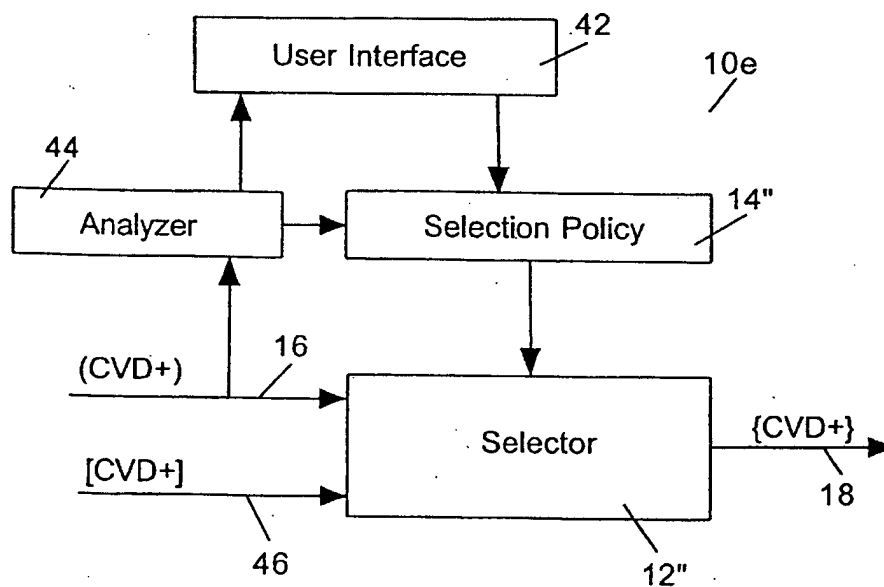 42
User Interface
10e
44
Analyzer
Selection Policy
14"
(CVD+)
16
Selector
{CVD+}
18
[CVD+]
46
12"